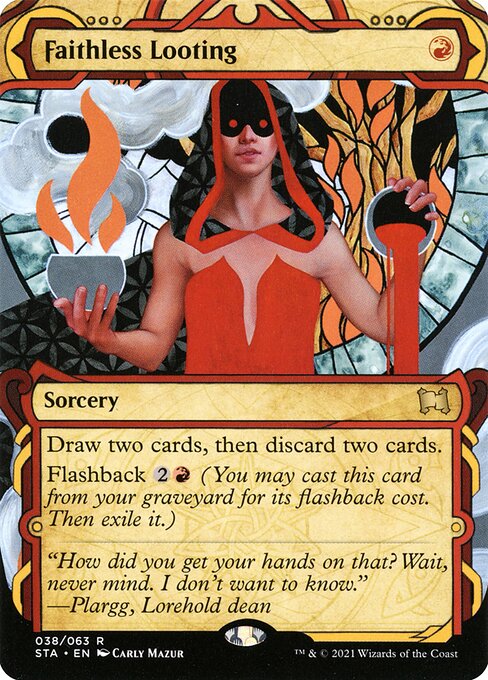 Faithless Looting
Sorcery
Draw two cards, then discard two cards.
Flashback 2 (You may cast this card
from your graveyard for its flashback cost.
Then exile it.)
“How did you get your hands on that? Wait,
never mind. I don’t want to know.”
—Plargg, Lorehold dean
038/063 R
STA • EN Carly Mazur
™ & © 2021 Wizards of the Coast